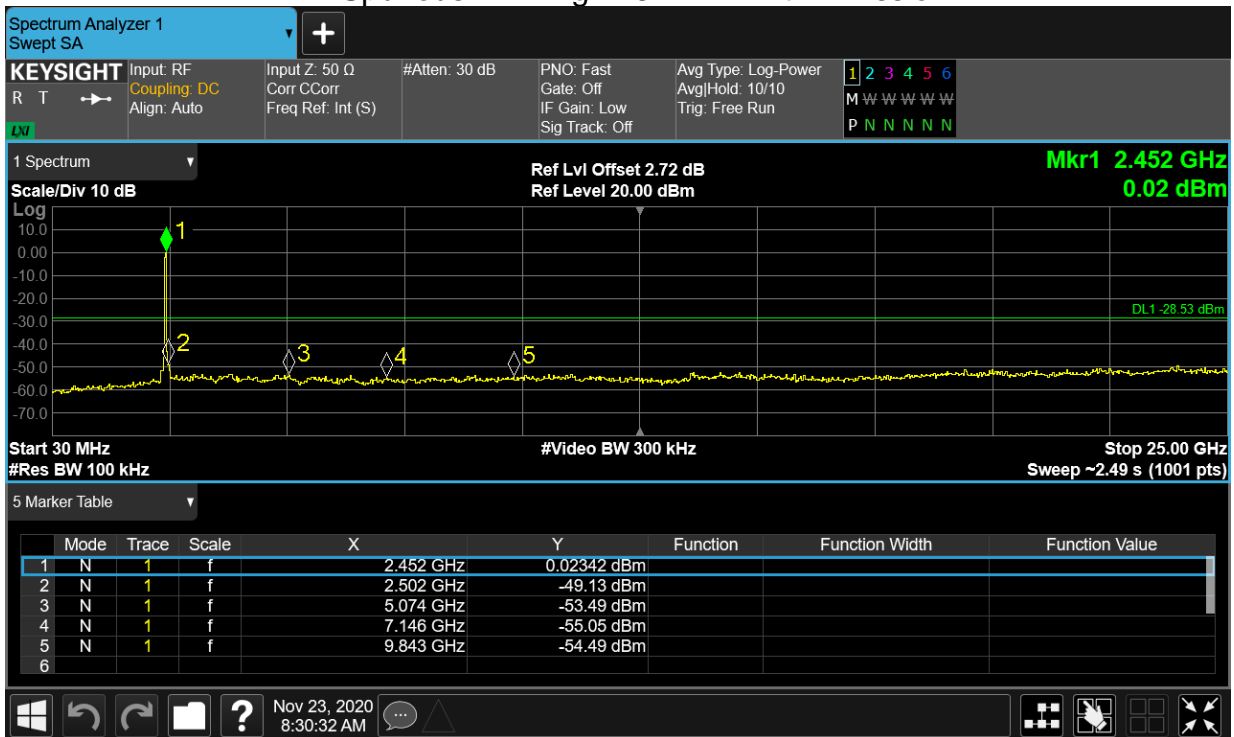 Spectrum Analyzer 1
Swept SA
+
KEYSIGHT Input: RF Input Z: 50 Ω #Atten: 30 dB PNO: Fast Avg Type: Log-Power 1 2 3 4 5 6
R T Coupling: DC Corr CCorr Gate: Off Avg|Hold: 10/10 M W W W W W
Align: Auto Freq Ref: Int (S) IF Gain: Low Trig: Free Run
LXI Sig Track: Off P N N N N N
1 Spectrum Ref Lvl Offset 2.72 dB Mkr1 2.452 GHz
Scale/Div 10 dB Ref Level 20.00 dBm 0.02 dBm
Log
10.0 1
0.00
-10.0
-20.0
DL1 -28.53 dBm
-30.0
-40.0 2 3 4 5
-50.0
-60.0
-70.0
Start 30 MHz #Video BW 300 kHz Stop 25.00 GHz
#Res BW 100 kHz Sweep ~2.49 s (1001 pts)
5 Marker Table
Mode Trace Scale X Y Function Function Width Function Value
1 N 1 f 2.452 GHz 0.02342 dBm
2 N 1 f 2.502 GHz -49.13 dBm
3 N 1 f 5.074 GHz -53.49 dBm
4 N 1 f 7.146 GHz -55.05 dBm
5 N 1 f 9.843 GHz -54.49 dBm
6
? Nov 23, 2020
8:30:32 AM